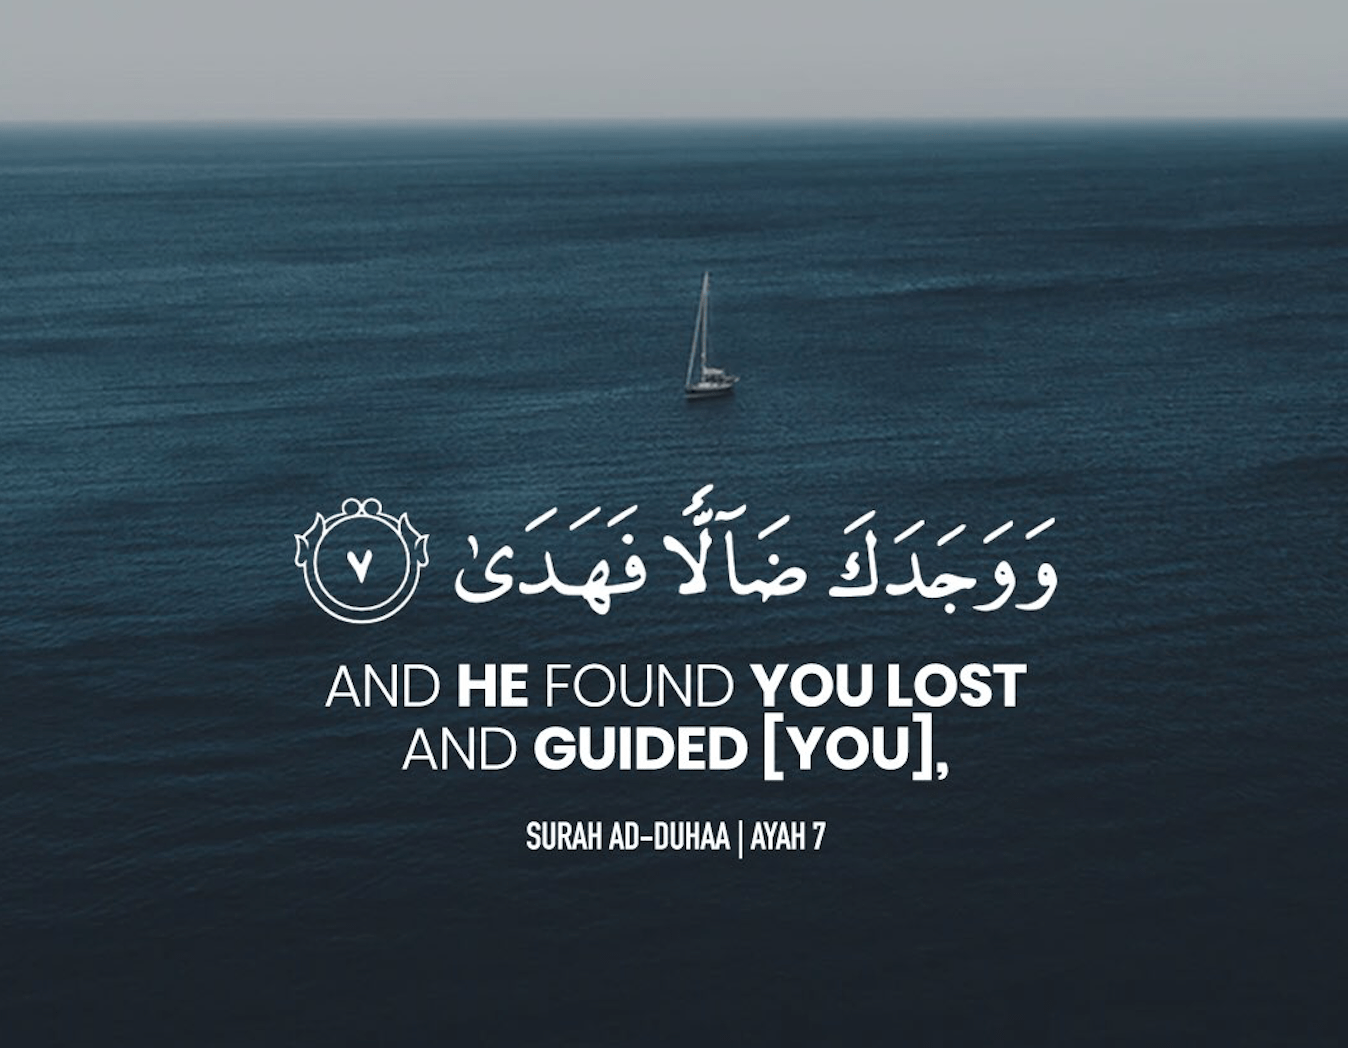 وَوَجَدَكَ ضَآلًّا فَهَدَىٰ ٧
AND HE FOUND YOU LOST
AND GUIDED [YOU],
SURAH AD-DUHAA | AYAH 7